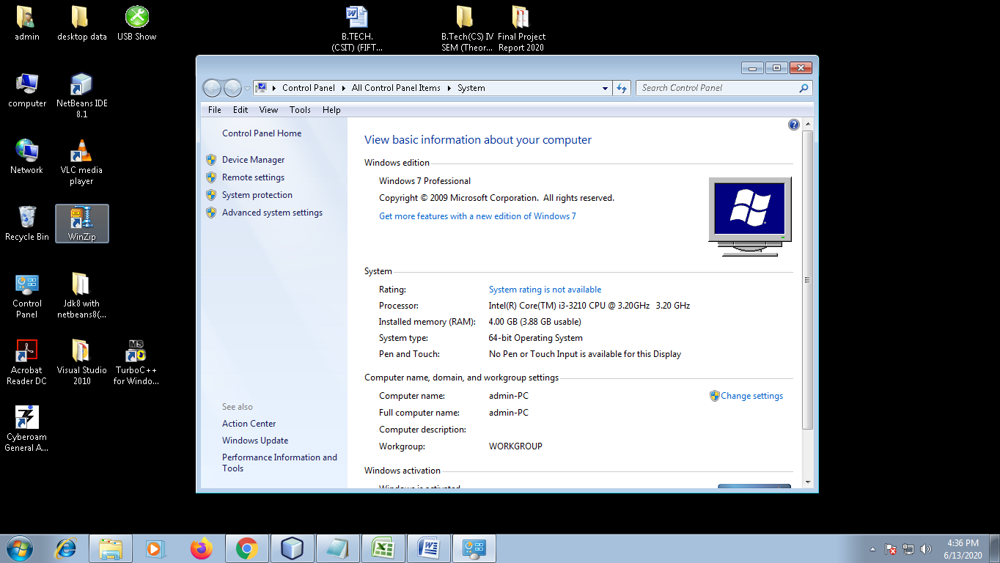 admin
desktop data
USB Show
B.TECH.
(CSIT) (FIFT...
B.Tech(CS) IV
SEM (Theor...
Final Project
Report 2020
computer
NetBeans IDE
8.1
Network
VLC media
player
Recycle Bin
WinZip
Control
Panel
Jdk8 with
netbeans8(...
Acrobat
Reader DC
Visual Studio
2010
MS
TurboC++
for Windo...
Cyberoam
General A...
Control Panel
All Control Panel Items
System
Search Control Panel
File Edit View Tools Help
Control Panel Home
Device Manager
Remote settings
System protection
Advanced system settings
See also
Action Center
Windows Update
Performance Information and
Tools
View basic information about your computer
Windows edition
Windows 7 Professional
Copyright © 2009 Microsoft Corporation. All rights reserved.
Get more features with a new edition of Windows 7
System
Rating: System rating is not available
Processor: Intel(R) Core(TM) i3-3210 CPU @ 3.20GHz 3.20 GHz
Installed memory (RAM): 4.00 GB (3.88 GB usable)
System type: 64-bit Operating System
Pen and Touch: No Pen or Touch Input is available for this Display
Computer name, domain, and workgroup settings
Computer name: admin-PC
Change settings
Full computer name: admin-PC
Computer description:
Workgroup: WORKGROUP
Windows activation
Windows is activated
4:36 PM
6/13/2020